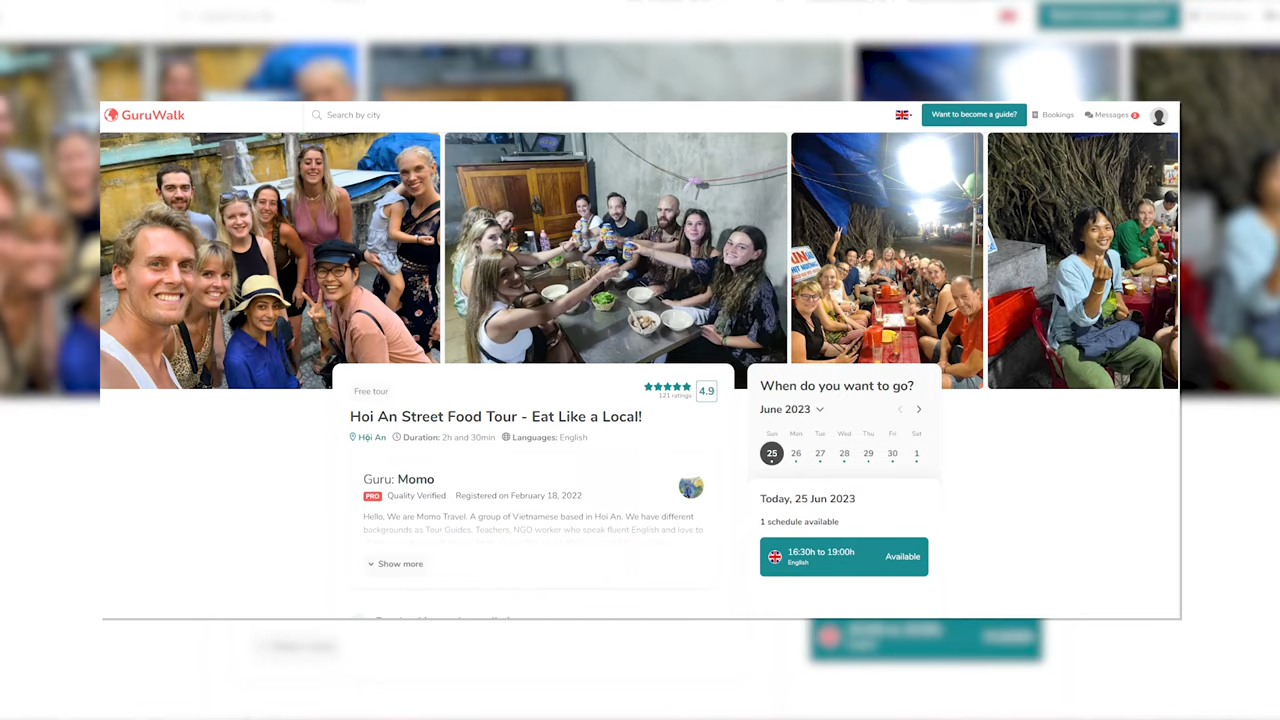 GuruWalk
Search by city
Want to become a guide?
Bookings
Messages 3
Free tour
121 ratings
4.9
Hoi An Street Food Tour - Eat Like a Local!
Hội An Duration: 2h and 30min Languages: English
Guru: Momo
PRO Quality Verified Registered on February 18, 2022
Hello, We are Momo Travel. A group of Vietnamese based in Hoi An. We have different
backgrounds as Tour Guides, Teachers, NGO worker who speak fluent English and love to
Show more
When do you want to go?
June 2023
Sun Mon Tue Wed Thu Fri Sat
25 26 27 28 29 30 1
Today, 25 Jun 2023
1 schedule available
16:30h to 19:00h
English
Available